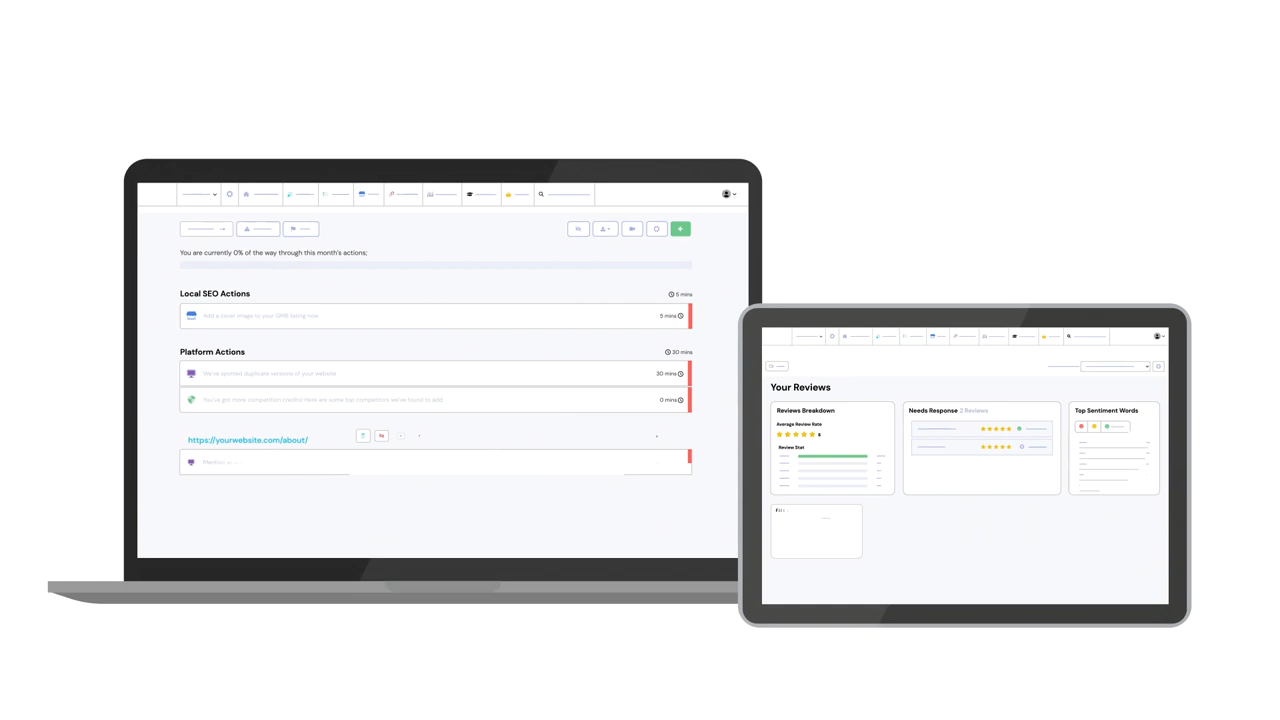 You are currently 0% of the way through this month's actions;
Local SEO Actions
5 mins
Add a cover image to your GMB listing now
5 mins
Platform Actions
30 mins
We've spotted duplicate versions of your website
30 mins
You've got more competition credits! Here are some top competitors we've found to add
0 mins
https://yourwebsite.com/about/
Mention
Your Reviews
Reviews Breakdown
Average Review Rate
5
Review Stat
Needs Response 2 Reviews
Top Sentiment Words